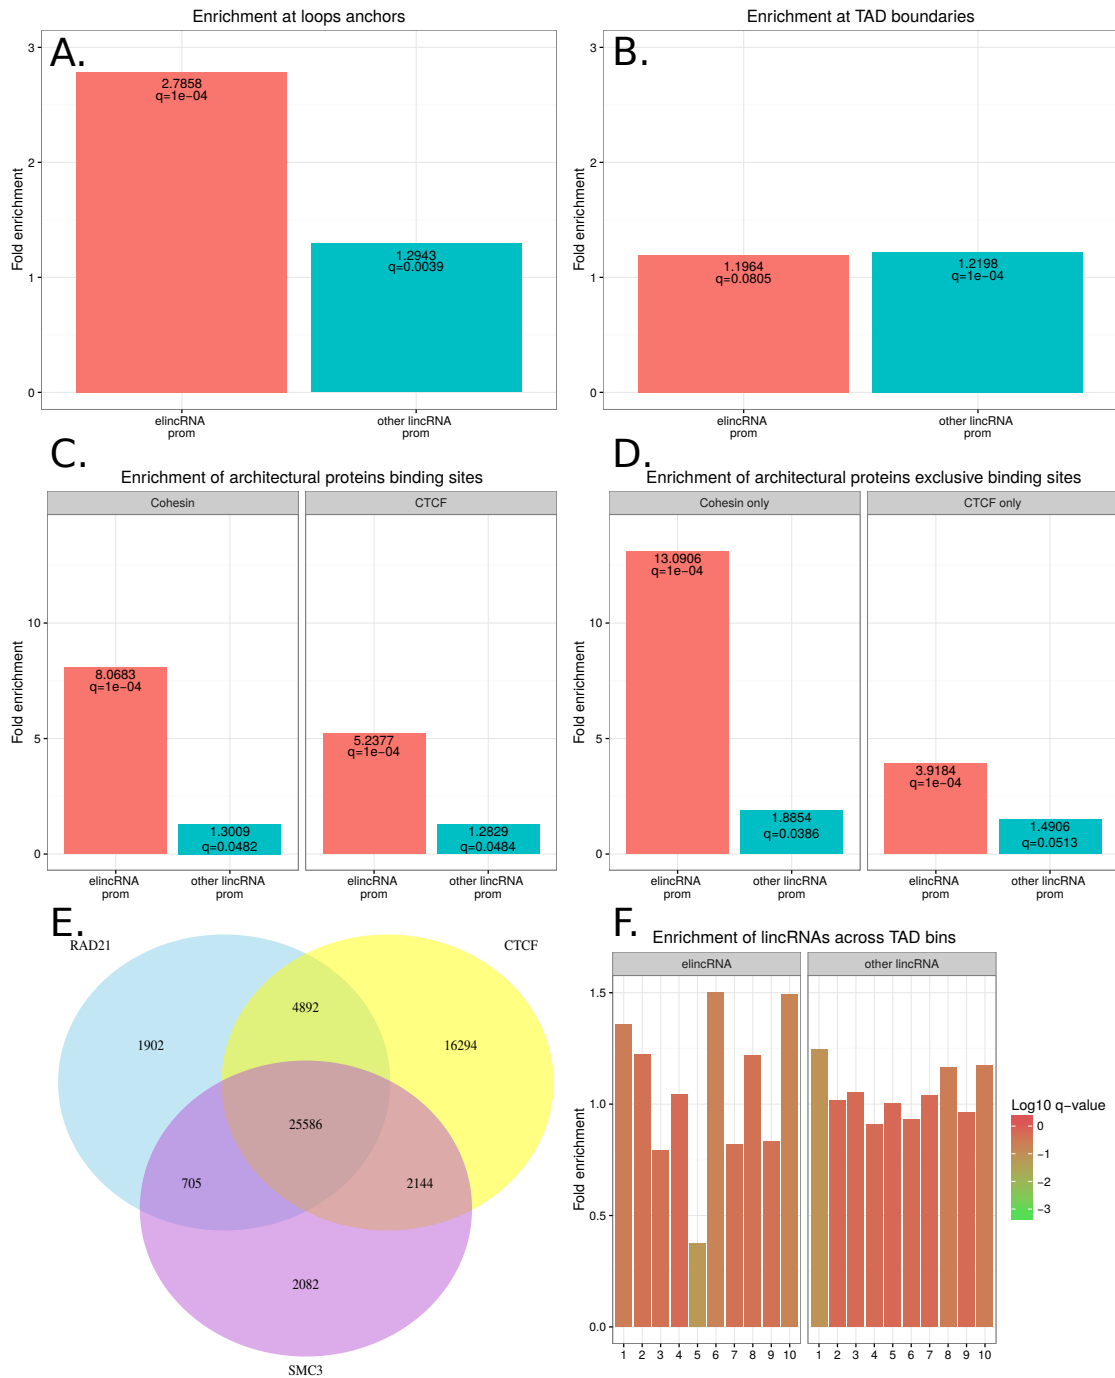 Enrichment at loops anchors
A.
Fold enrichment
3
2
1
0
2.7858
q=1e−04
1.2943
q=0.0039
elincRNA
prom
other lincRNA
prom
Enrichment at TAD boundaries
B.
Fold enrichment
3
2
1
0
1.1964
q=0.0805
1.2198
q=1e−04
elincRNA
prom
other lincRNA
prom
C.
Enrichment of architectural proteins binding sites
Cohesin
CTCF
Fold enrichment
10
5
0
8.0683
q=1e−04
1.3009
q=0.0482
5.2377
q=1e−04
1.2829
q=0.0484
elincRNA
prom
other lincRNA
prom
elincRNA
prom
other lincRNA
prom
D.
Enrichment of architectural proteins exclusive binding sites
Cohesin only
CTCF only
Fold enrichment
10
5
0
13.0906
q=1e−04
1.8854
q=0.0386
3.9184
q=1e−04
1.4906
q=0.0513
elincRNA
prom
other lincRNA
prom
elincRNA
prom
other lincRNA
prom
E.
RAD21
CTCF
4892
1902
16294
25586
705
2144
2082
SMC3
F.
Enrichment of lincRNAs across TAD bins
elincRNA
other lincRNA
Fold enrichment
1.5
1.0
0.5
0.0
1 2 3 4 5 6 7 8 9 10
1 2 3 4 5 6 7 8 9 10
Log10 q−value
0
−1
−2
−3